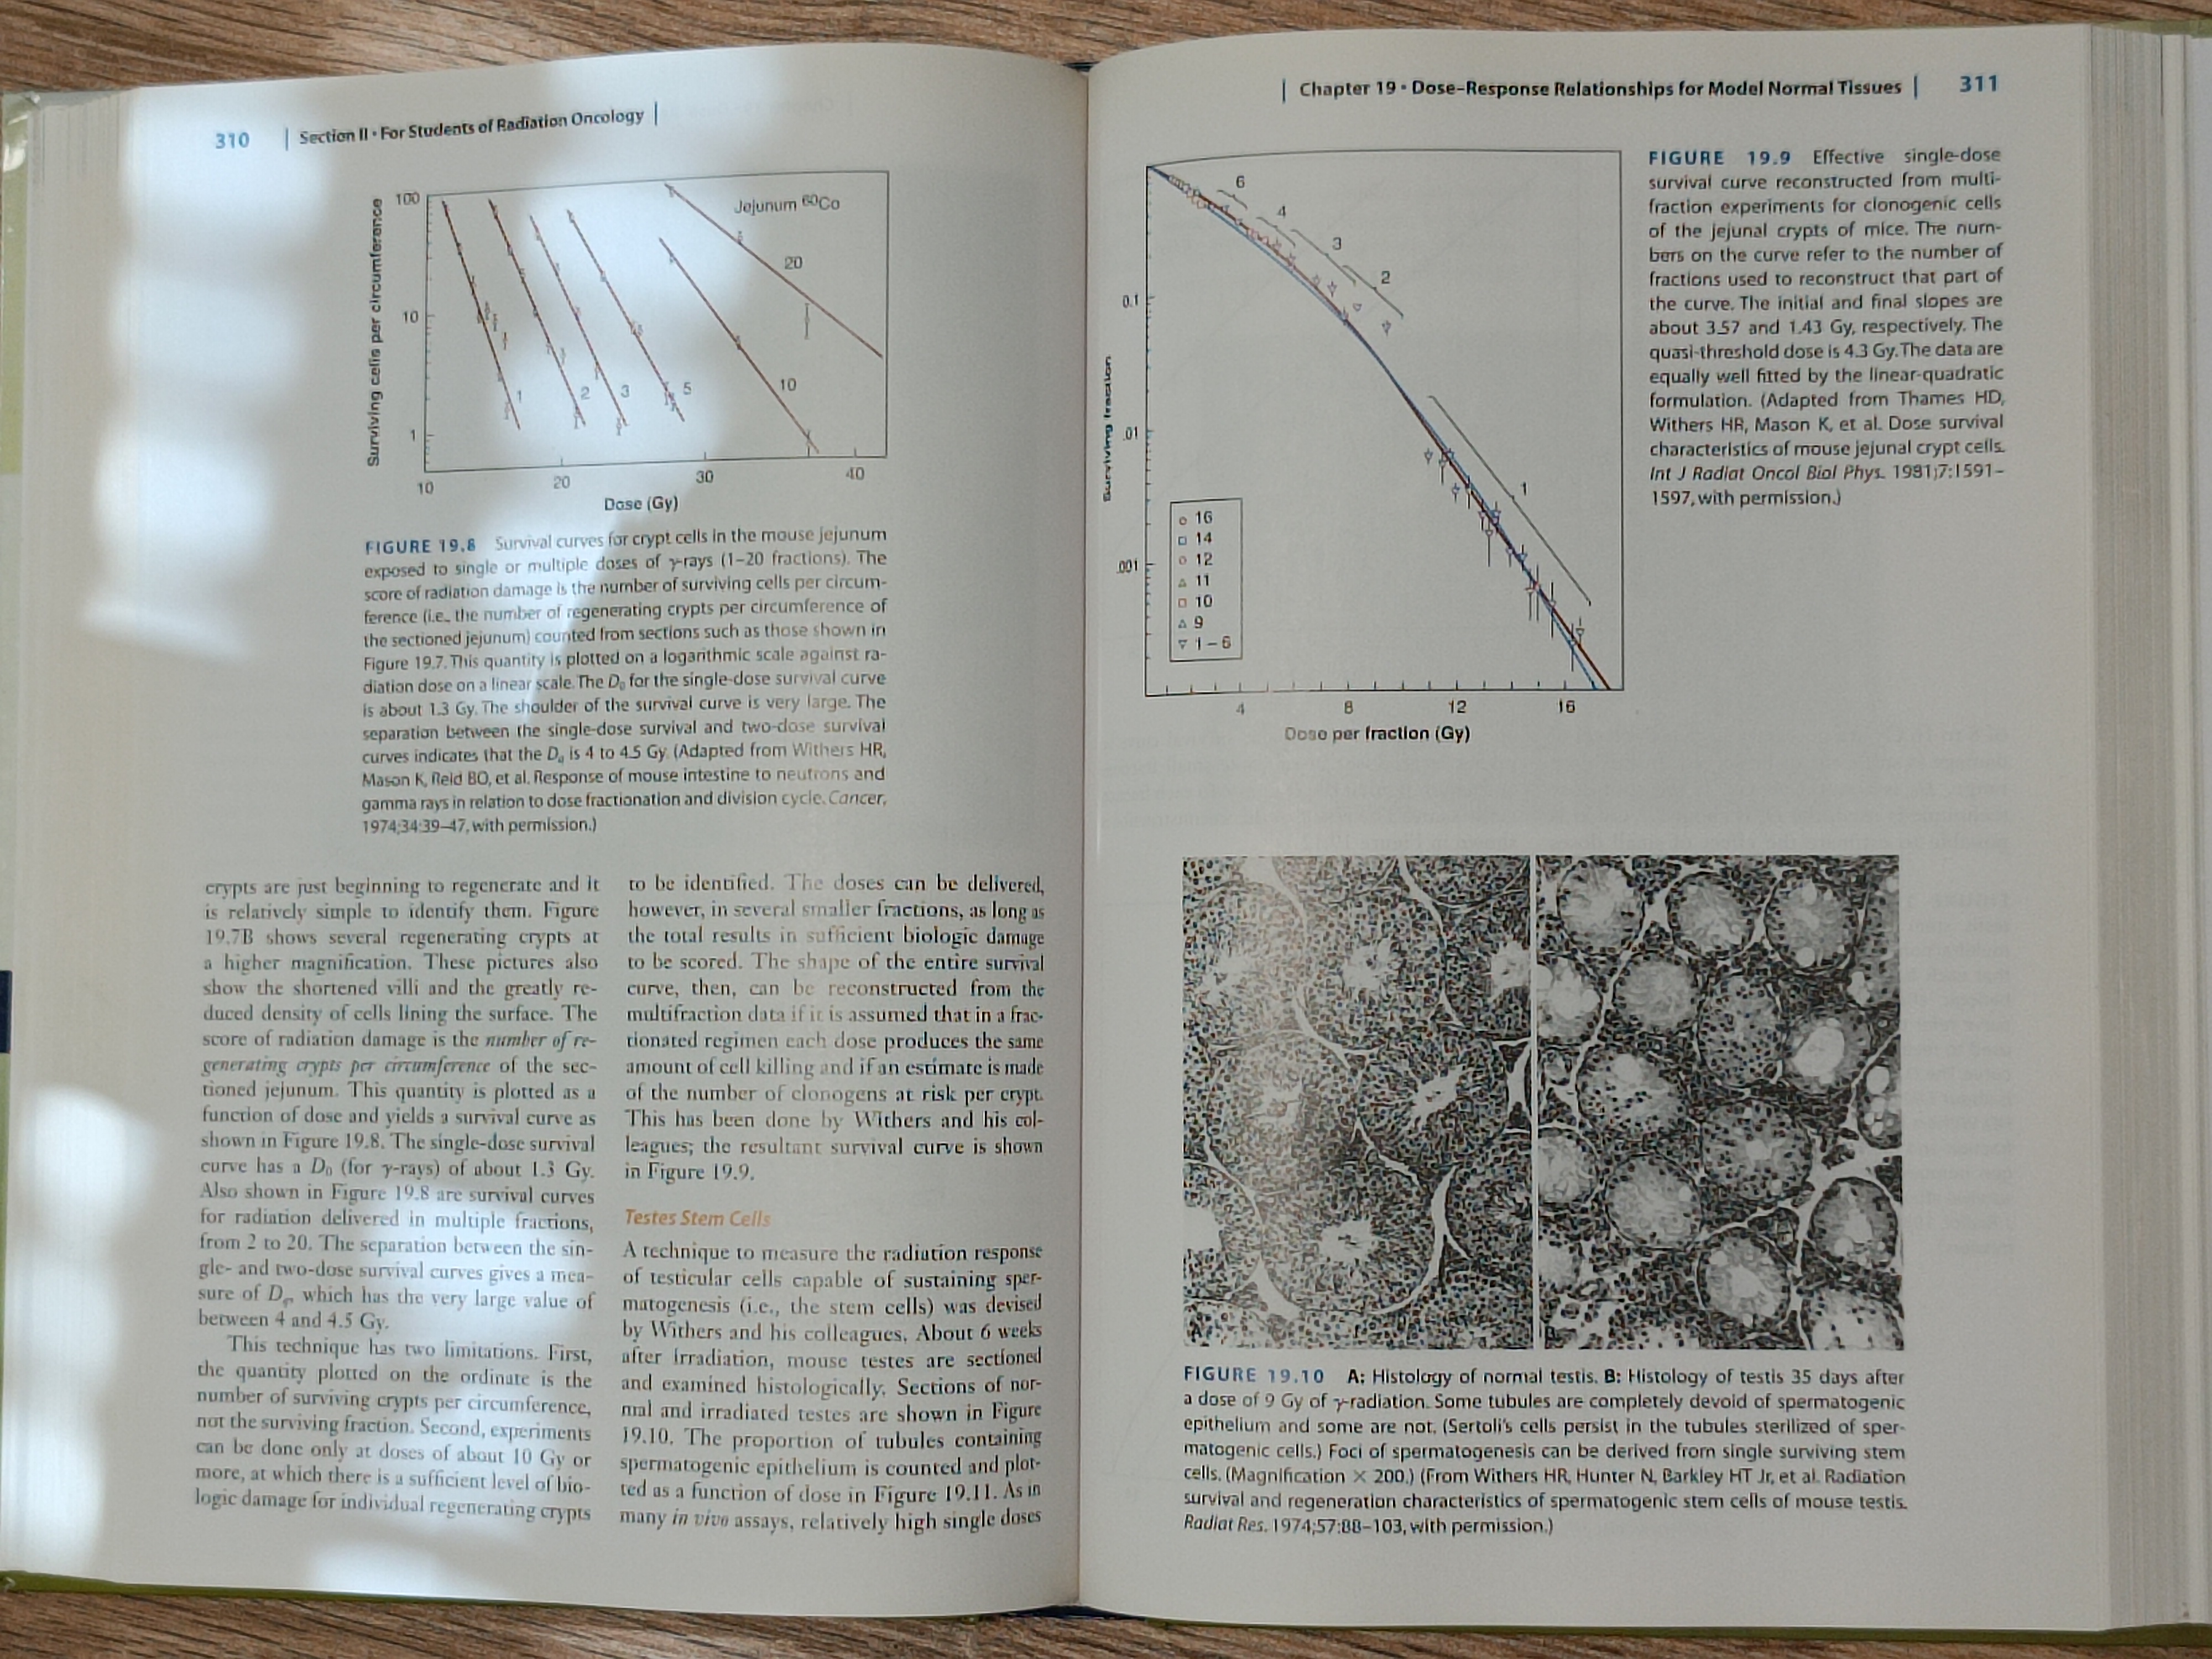 310 | Section II • For Students of Radiation Oncology |
100
10
1
Surviving cells per circumference
Jejunum 60Co
20
10
5
3
2
1
10 20 30 40
Dose (Gy)
FIGURE 19.8 Survival curves for crypt cells in the mouse jejunum
exposed to single or multiple doses of γ-rays (1–20 fractions). The
score of radiation damage is the number of surviving cells per circum-
ference (i.e., the number of regenerating crypts per circumference of
the sectioned jejunum) counted from sections such as those shown in
Figure 19.7. This quantity is plotted on a logarithmic scale against ra-
diation dose on a linear scale. The D0 for the single-dose survival curve
is about 1.3 Gy. The shoulder of the survival curve is very large. The
separation between the single-dose survival and two-dose survival
curves indicates that the Dq is 4 to 4.5 Gy. (Adapted from Withers HR,
Mason K, Reid BO, et al. Response of mouse intestine to neutrons and
gamma rays in relation to dose fractionation and division cycle. Cancer,
1974;34:39–47, with permission.)
crypts are just beginning to regenerate and it
is relatively simple to identify them. Figure
19.7B shows several regenerating crypts at
a higher magnification. These pictures also
show the shortened villi and the greatly re-
duced density of cells lining the surface. The
score of radiation damage is the number of re-
generating crypts per circumference of the sec-
tioned jejunum. This quantity is plotted as a
function of dose and yields a survival curve as
shown in Figure 19.8. The single-dose survival
curve has a D0 (for γ-rays) of about 1.3 Gy.
Also shown in Figure 19.8 are survival curves
for radiation delivered in multiple fractions,
from 2 to 20. The separation between the sin-
gle- and two-dose survival curves gives a mea-
sure of Dq, which has the very large value of
between 4 and 4.5 Gy.
This technique has two limitations. First,
the quantity plotted on the ordinate is the
number of surviving crypts per circumference,
not the surviving fraction. Second, experiments
can be done only at doses of about 10 Gy or
more, at which there is a sufficient level of bio-
logic damage for individual regenerating crypts
to be identified. The doses can be delivered,
however, in several smaller fractions, as long as
the total results in sufficient biologic damage
to be scored. The shape of the entire survival
curve, then, can be reconstructed from the
multifraction data if it is assumed that in a frac-
tionated regimen each dose produces the same
amount of cell killing and if an estimate is made
of the number of clonogens at risk per crypt.
This has been done by Withers and his col-
leagues; the resultant survival curve is shown
in Figure 19.9.
Testes Stem Cells
A technique to measure the radiation response
of testicular cells capable of sustaining sper-
matogenesis (i.e., the stem cells) was devised
by Withers and his colleagues. About 6 weeks
after irradiation, mouse testes are sectioned
and examined histologically. Sections of nor-
mal and irradiated testes are shown in Figure
19.10. The proportion of tubules containing
spermatogenic epithelium is counted and plot-
ted as a function of dose in Figure 19.11. As in
many in vivo assays, relatively high single doses
| Chapter 19 • Dose–Response Relationships for Model Normal Tissues | 311
6
4
3
2
1
0.1
.01
.001
Surviving fraction
16
14
12
11
10
9
1 – 6
4 8 12 16
Dose per fraction (Gy)
FIGURE 19.9 Effective single-dose
survival curve reconstructed from multi-
fraction experiments for clonogenic cells
of the jejunal crypts of mice. The num-
bers on the curve refer to the number of
fractions used to reconstruct that part of
the curve. The initial and final slopes are
about 3.57 and 1.43 Gy, respectively. The
quasi-threshold dose is 4.3 Gy. The data are
equally well fitted by the linear-quadratic
formulation. (Adapted from Thames HD,
Withers HR, Mason K, et al. Dose survival
characteristics of mouse jejunal crypt cells.
Int J Radiat Oncol Biol Phys. 1981;7:1591–
1597, with permission.)
A
B
FIGURE 19.10 A: Histology of normal testis. B: Histology of testis 35 days after
a dose of 9 Gy of γ-radiation. Some tubules are completely devoid of spermatogenic
epithelium and some are not. (Sertoli's cells persist in the tubules sterilized of sper-
matogenic cells.) Foci of spermatogenesis can be derived from single surviving stem
cells. (Magnification × 200.) (From Withers HR, Hunter N, Barkley HT Jr, et al. Radiation
survival and regeneration characteristics of spermatogenic stem cells of mouse testis.
Radiat Res. 1974;57:88–103, with permission.)